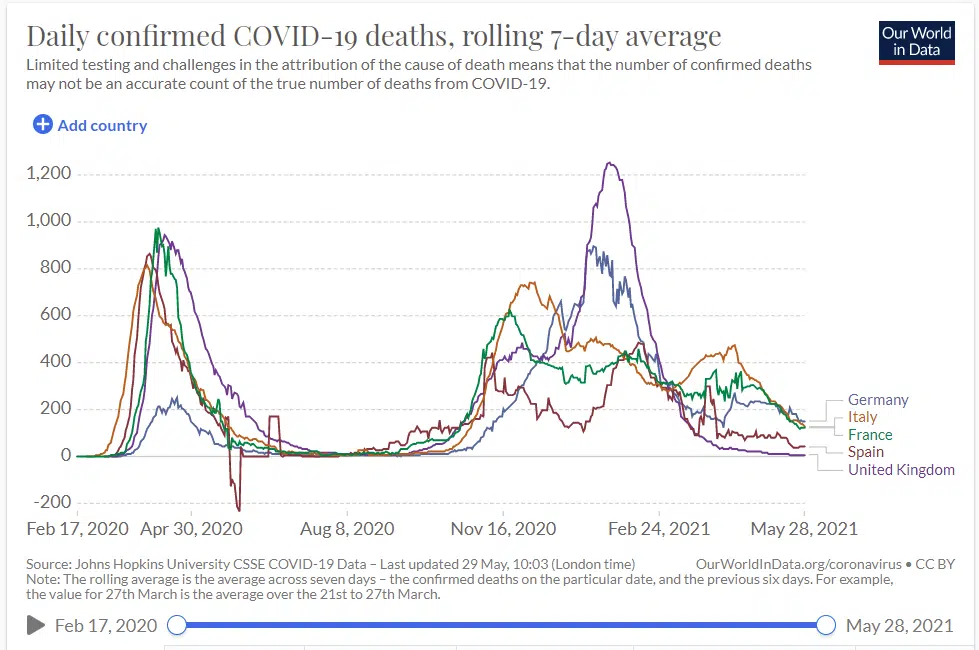 Daily confirmed COVID-19 deaths, rolling 7-day average
Our World
in Data
Limited testing and challenges in the attribution of the cause of death means that the number of confirmed deaths
may not be an accurate count of the true number of deaths from COVID-19.
Add country
1,200
1,000
800
600
400
200
0
-200
Germany
Italy
France
Spain
United Kingdom
Feb 17, 2020 Apr 30, 2020 Aug 8, 2020 Nov 16, 2020 Feb 24, 2021 May 28, 2021
Source: Johns Hopkins University CSSE COVID-19 Data – Last updated 29 May, 10:03 (London time) OurWorldInData.org/coronavirus • CC BY
Note: The rolling average is the average across seven days – the confirmed deaths on the particular date, and the previous six days. For example,
the value for 27th March is the average over the 21st to 27th March.
Feb 17, 2020 May 28, 2021